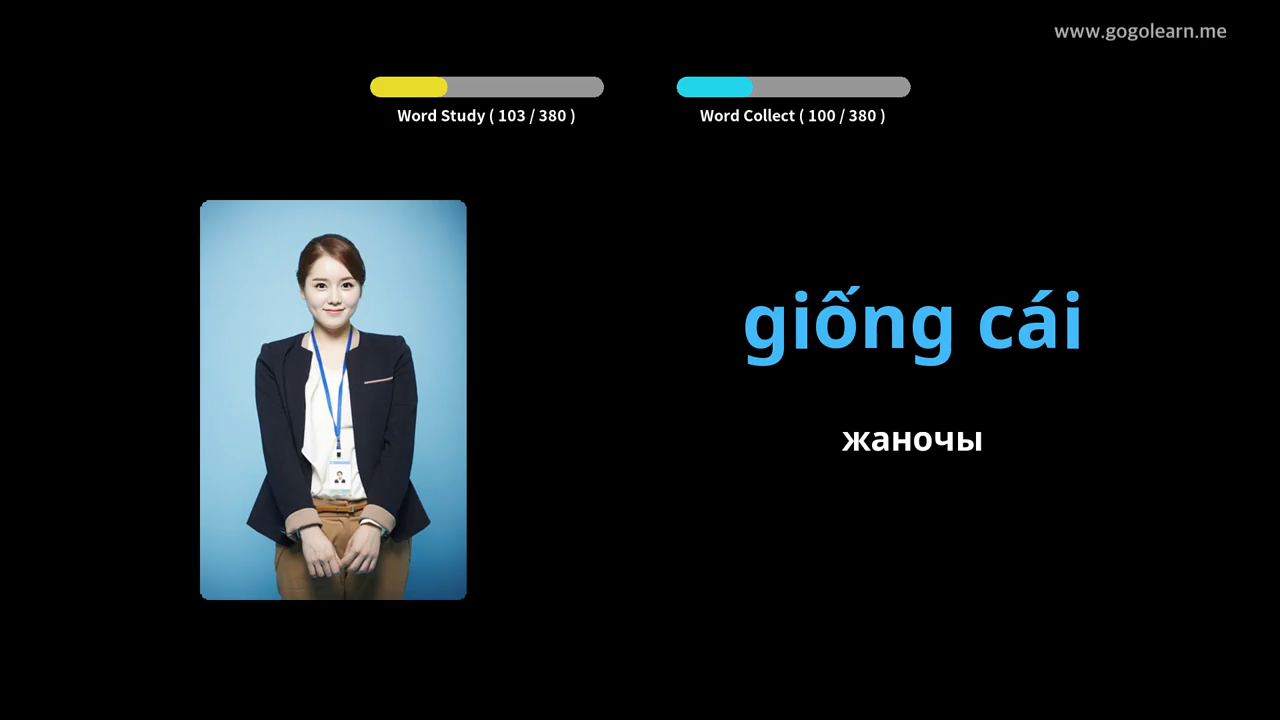 www.gogolearn.me
Word Study ( 103 / 380 )
Word Collect ( 100 / 380 )
giống cái
жаночы